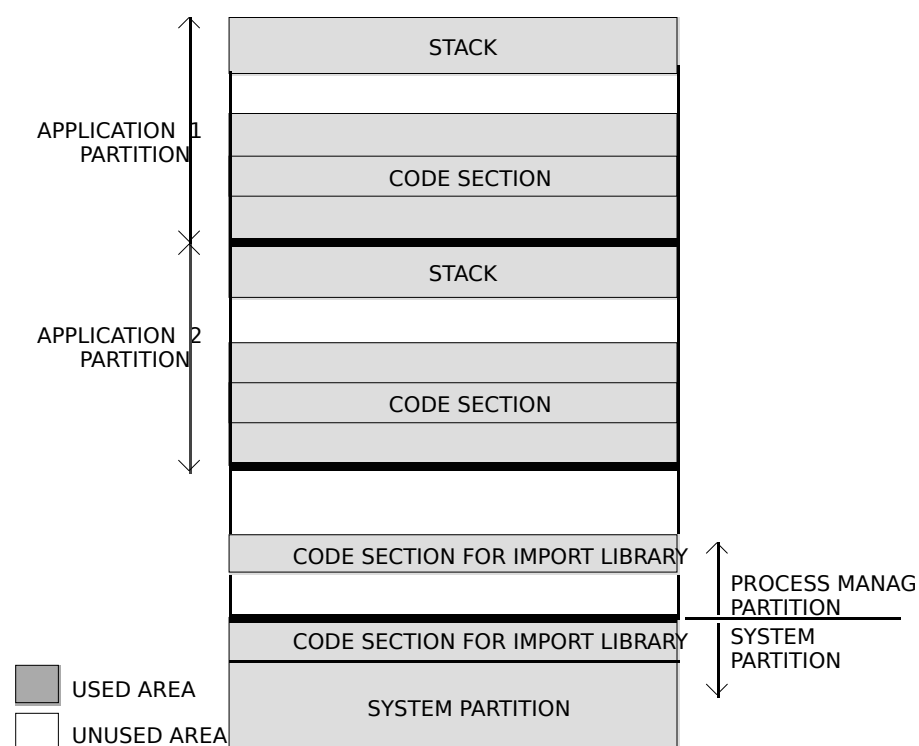 STACK
APPLICATION 1
PARTITION
CODE SECTION
STACK
APPLICATION 2
PARTITION
CODE SECTION
CODE SECTION FOR IMPORT LIBRARY
PROCESS MANAG
PARTITION
CODE SECTION FOR IMPORT LIBRARY
SYSTEM
PARTITION
USED AREA
SYSTEM PARTITION
UNUSED AREA